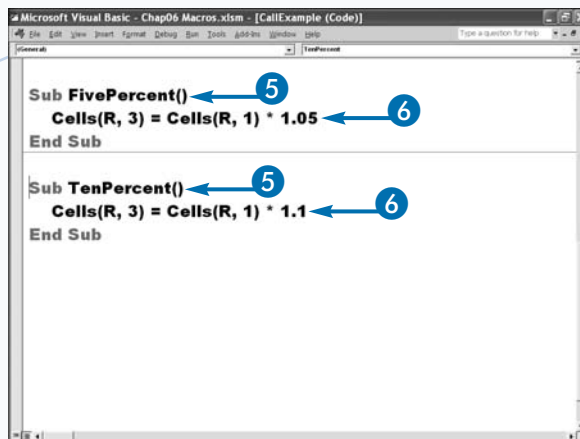 Microsoft Visual Basic - Chap06 Macros.xlsm - [CallExample (Code)]
File Edit View Insert Format Debug Run Tools Add-Ins Window Help Type a question for help
(General) TenPercent
Sub FivePercent() 5
Cells(R, 3) = Cells(R, 1) * 1.05 6
End Sub
Sub TenPercent() 5
Cells(R, 3) = Cells(R, 1) * 1.1 6
End Sub